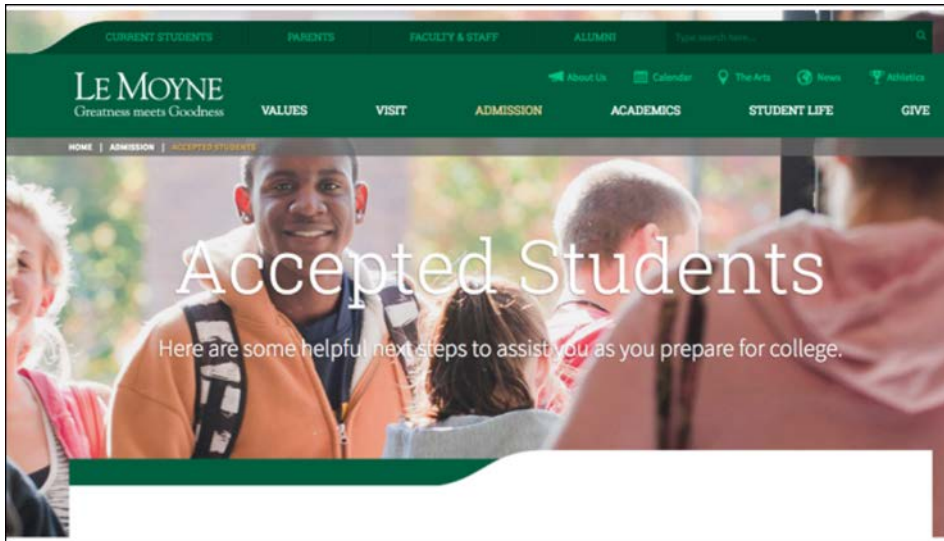 CURRENT STUDENTS PARENTS FACULTY & STAFF ALUMNI Type search here...
LE MOYNE
Greatness meets Goodness
About Us Calendar The Arts News Athletics
VALUES VISIT ADMISSION ACADEMICS STUDENT LIFE GIVE
HOME | ADMISSION | ACCEPTED STUDENTS
Accepted Students
Here are some helpful next steps to assist you as you prepare for college.